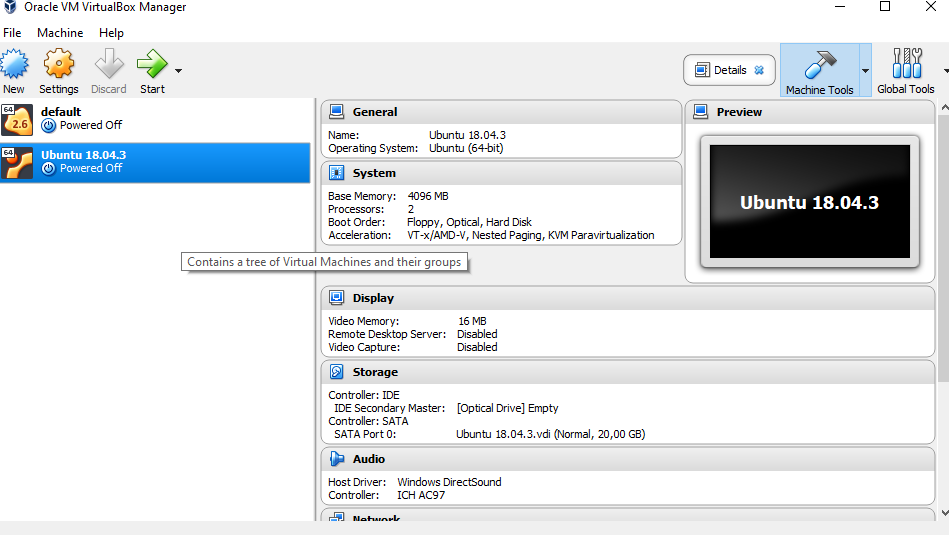 Oracle VM VirtualBox Manager
File Machine Help
New Settings Discard Start
Details Machine Tools Global Tools
64 2.6 default
Powered Off
64 Ubuntu 18.04.3
Powered Off
Contains a tree of Virtual Machines and their groups
General
Name: Ubuntu 18.04.3
Operating System: Ubuntu (64-bit)
System
Base Memory: 4096 MB
Processors: 2
Boot Order: Floppy, Optical, Hard Disk
Acceleration: VT-x/AMD-V, Nested Paging, KVM Paravirtualization
Preview
Ubuntu 18.04.3
Display
Video Memory: 16 MB
Remote Desktop Server: Disabled
Video Capture: Disabled
Storage
Controller: IDE
IDE Secondary Master: [Optical Drive] Empty
Controller: SATA
SATA Port 0: Ubuntu 18.04.3.vdi (Normal, 20,00 GB)
Audio
Host Driver: Windows DirectSound
Controller: ICH AC97
Network